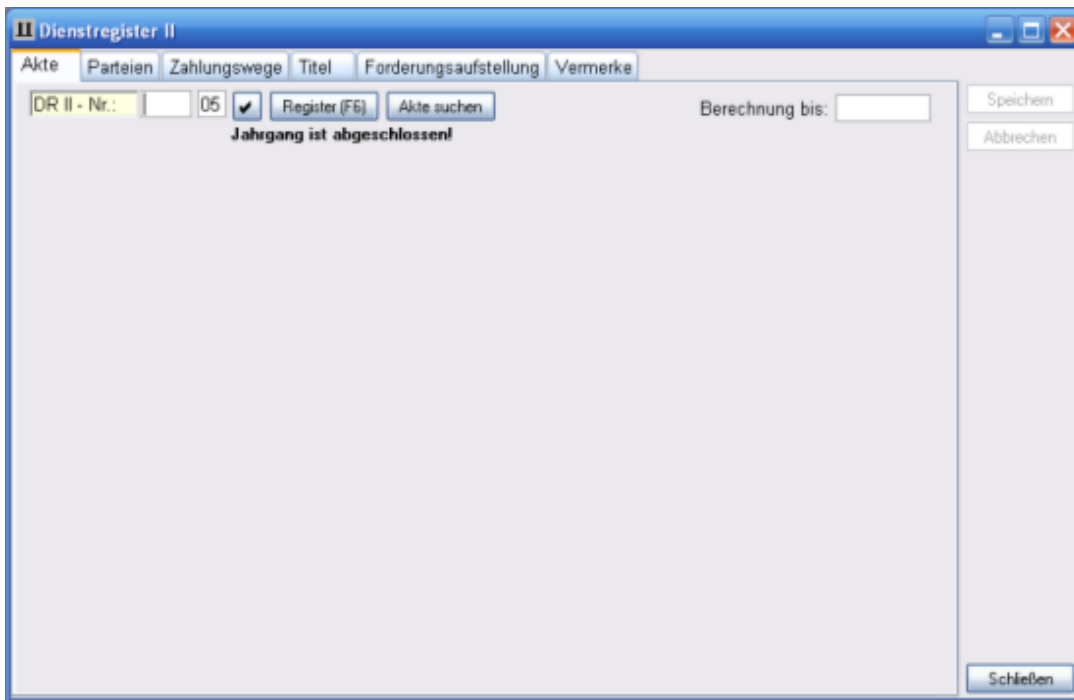 Dienstregister II
Akte Parteien Zahlungswege Titel Forderungsaufstellung Vermerke
DR II - Nr.: 05 Register (F6) Akte suchen Berechnung bis: Speichern
Jahrgang ist abgeschlossen! Abbrechen
Schließen